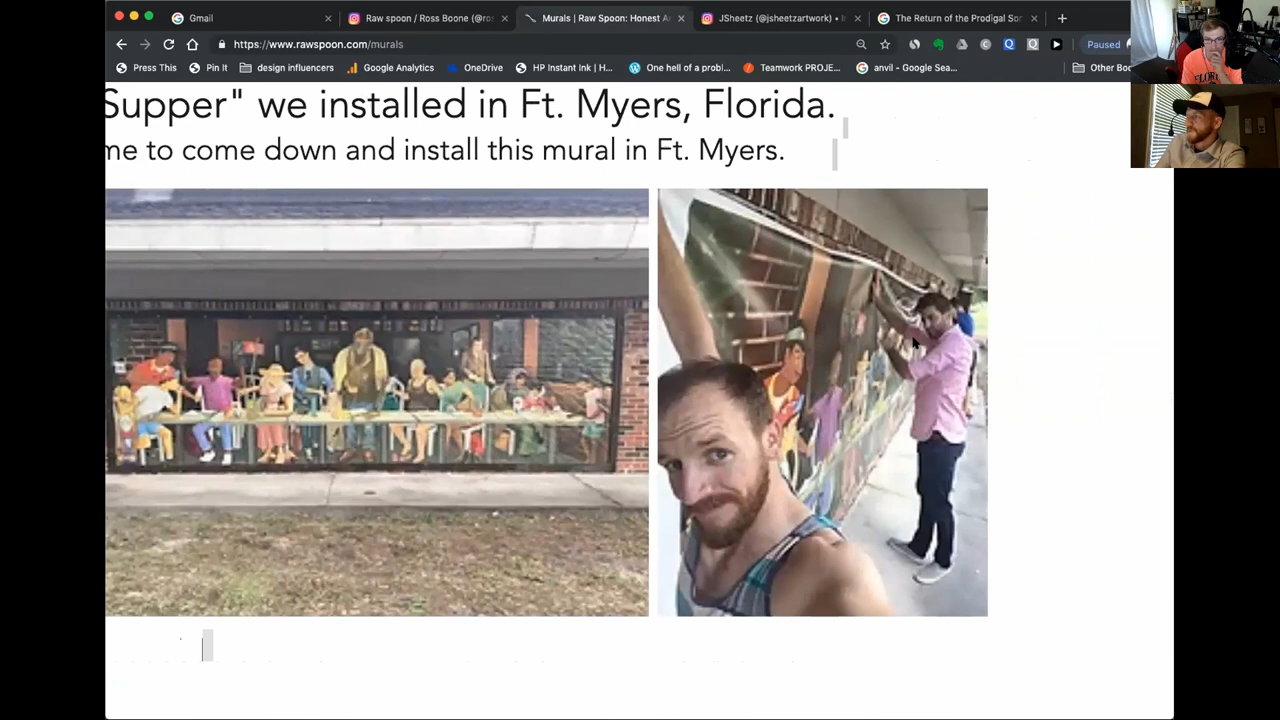 Gmail
Raw spoon / Ross Boone (@ros
Murals | Raw Spoon: Honest A
JSheetz (@jsheetzartwork) • I
The Return of the Prodigal Son
https://www.rawspoon.com/murals
Paused
Press This
Pin It
design influencers
Google Analytics
OneDrive
HP Instant Ink | H...
One hell of a probl...
Teamwork PROJE...
anvil - Google Sea...
Other Bo
Supper" we installed in Ft. Myers, Florida.
me to come down and install this mural in Ft. Myers.